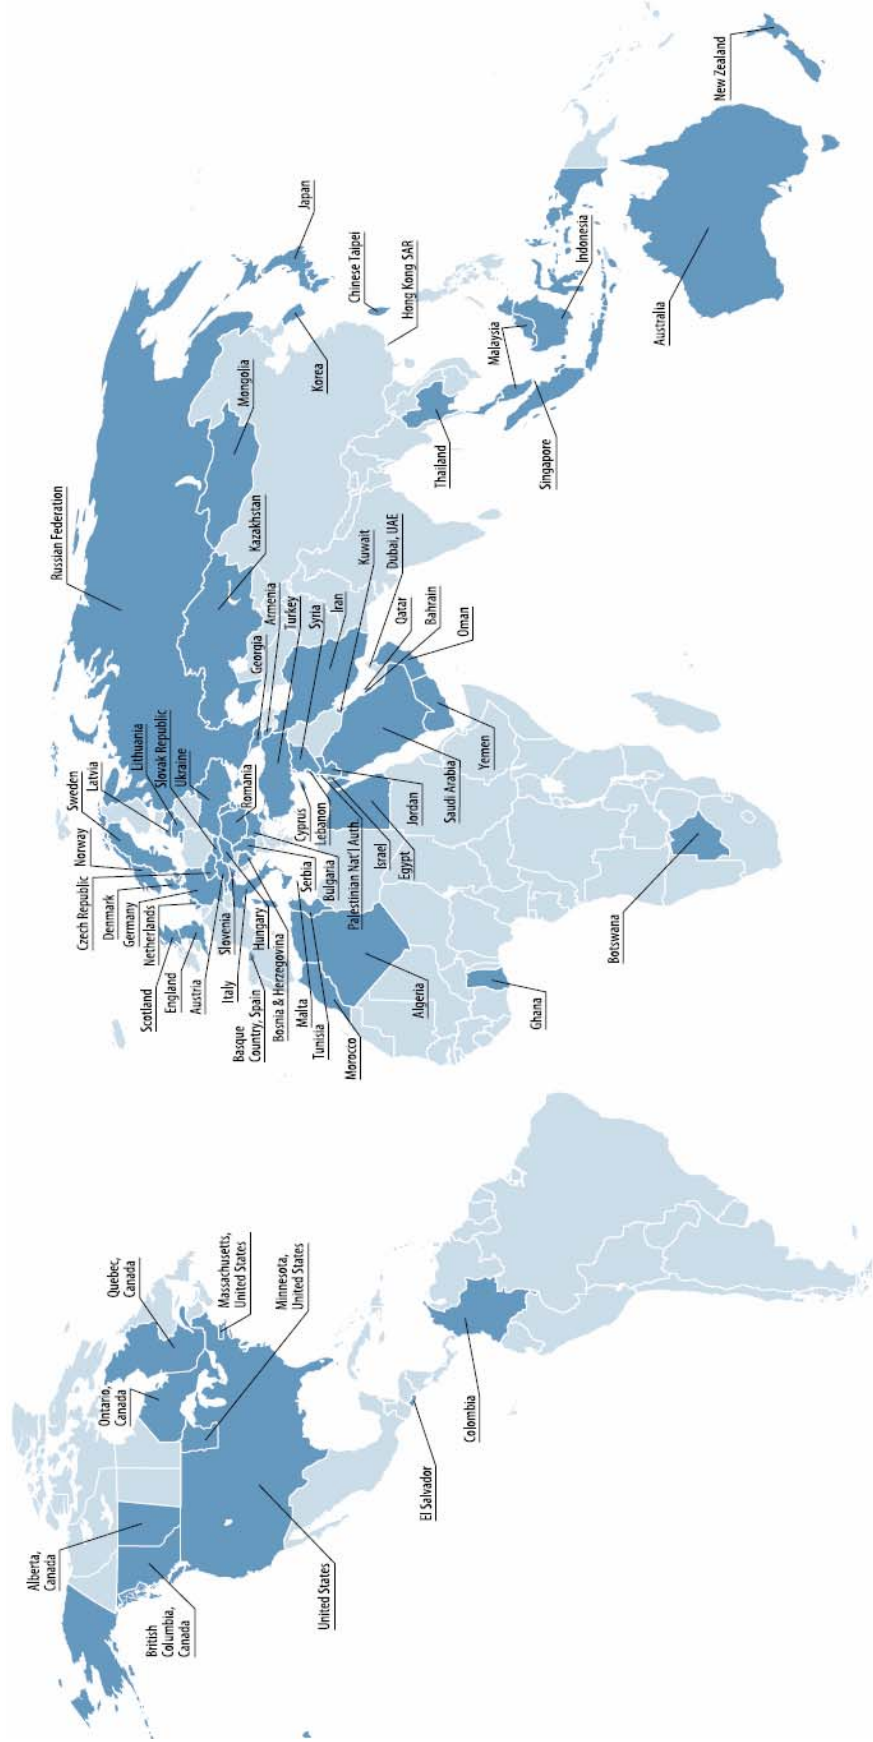 Alberta,
Canada
British
Columbia,
Canada
Ontario,
Canada
Quebec,
Canada
Massachusetts,
United States
Minnesota,
United States
United States
El Salvador
Colombia
Scotland
England
Austria
Italy
Basque
Country, Spain
Bosnia & Herzegovina
Malta
Tunisia
Morocco
Algeria
Ghana
Botswana
Czech Republic
Denmark
Germany
Netherlands
Slovenia
Hungary
Serbia
Bulgaria
Palestinian Nat'l Auth.
Israel
Egypt
Norway
Sweden
Latvia
Lithuania
Slovak Republic
Ukraine
Romania
Cyprus
Lebanon
Jordan
Saudi Arabia
Yemen
Russian Federation
Georgia
Armenia
Turkey
Syria
Iran
Kuwait
Dubai, UAE
Qatar
Bahrain
Oman
Kazakhstan
Mongolia
Korea
Japan
Chinese Taipei
Hong Kong SAR
Thailand
Malaysia
Singapore
Indonesia
Australia
New Zealand